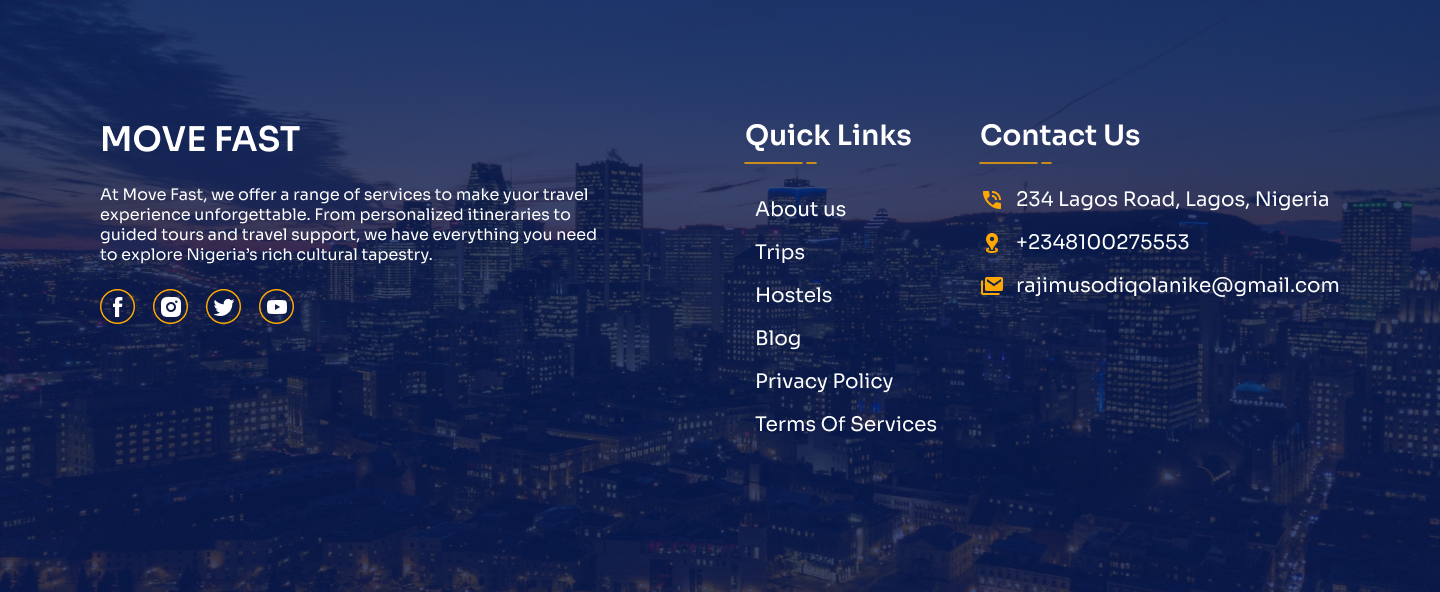 MOVE FAST
At Move Fast, we offer a range of services to make yuor travel
experience unforgettable. From personalized itineraries to
guided tours and travel support, we have everything you need
to explore Nigeria’s rich cultural tapestry.
Quick Links
About us
Trips
Hostels
Blog
Privacy Policy
Terms Of Services
Contact Us
234 Lagos Road, Lagos, Nigeria
+2348100275553
rajimusodiqolanike@gmail.com